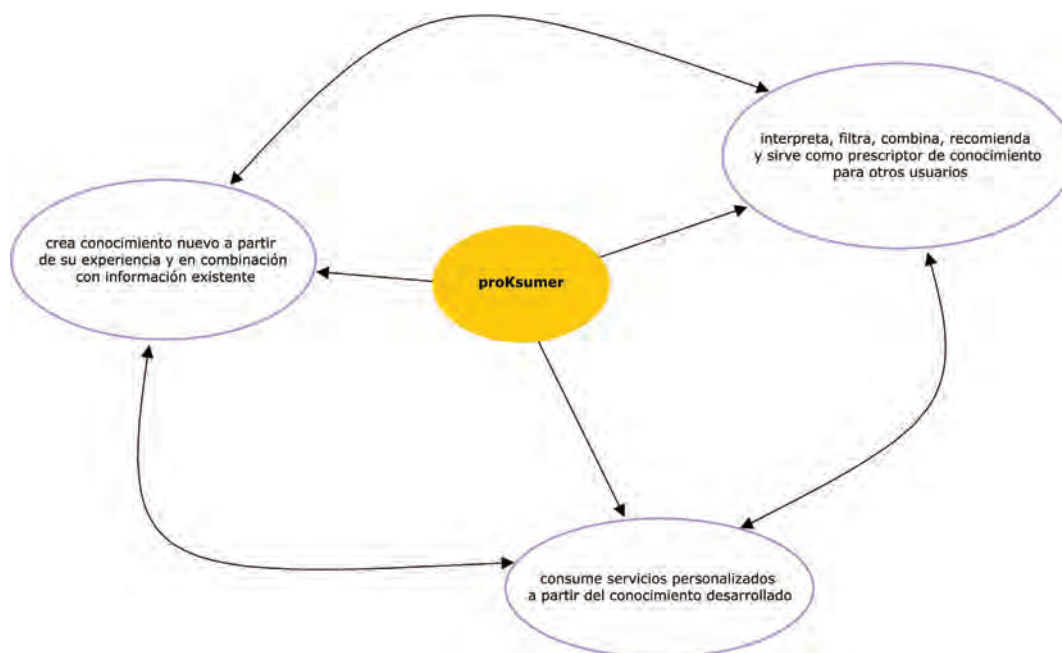 interpreta, filtra, combina, recomienda
y sirve como prescriptor de conocimiento
para otros usuarios
crea conocimiento nuevo a partir
de su experiencia y en combinación
con información existente
proKsumer
consume servicios personalizados
a partir del conocimiento desarrollado